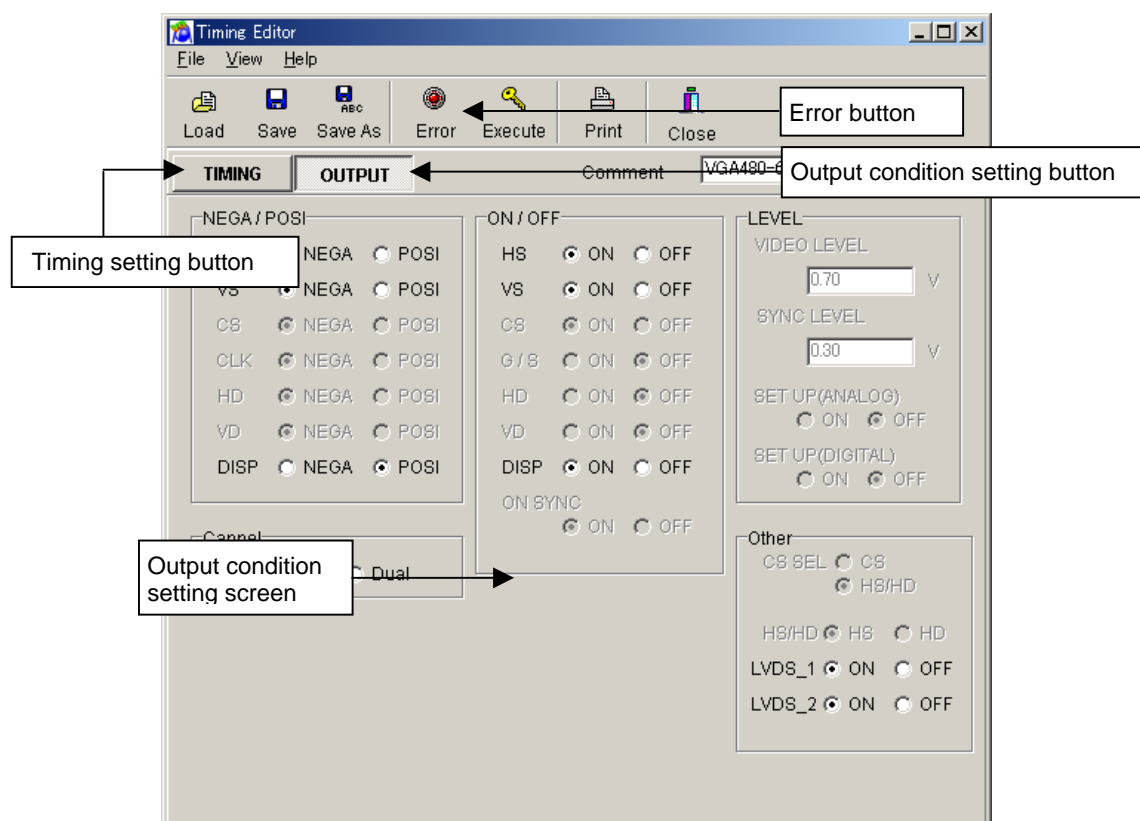 Timing Editor
File View Help
Load Save Save As Error Execute Print Close
ABC
Error button
TIMING OUTPUT Comment VGA480-6
Output condition setting button
NEGA / POSI ON / OFF LEVEL
Timing setting button
NEGA POSI HS ON OFF VIDEO LEVEL
0.70 V
VS NEGA POSI VS ON OFF
CS NEGA POSI CS ON OFF SYNC LEVEL
CLK NEGA POSI G / S ON OFF 0.30 V
HD NEGA POSI HD ON OFF SET UP(ANALOG)
ON OFF
VD NEGA POSI VD ON OFF
DISP NEGA POSI DISP ON OFF SET UP(DIGITAL)
ON OFF
ON SYNC
ON OFF
Cannel Other
Output condition
setting screen
Dual
CS SEL CS
HS/HD
HS/HD HS HD
LVDS_1 ON OFF
LVDS_2 ON OFF